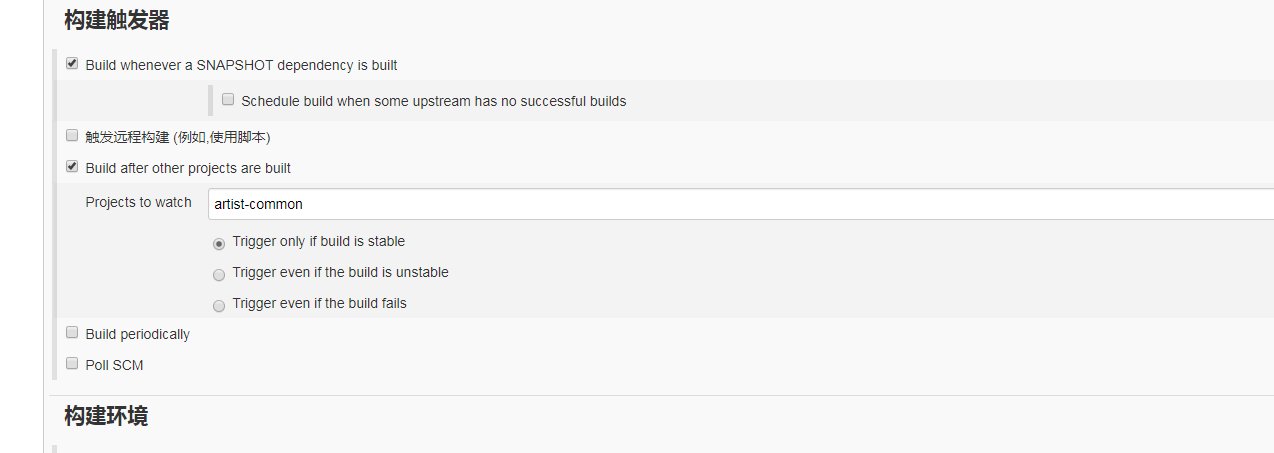 构建触发器
Build whenever a SNAPSHOT dependency is built
Schedule build when some upstream has no successful builds
触发远程构建 (例如,使用脚本)
Build after other projects are built
Projects to watch artist-common
Trigger only if build is stable
Trigger even if the build is unstable
Trigger even if the build fails
Build periodically
Poll SCM
构建环境